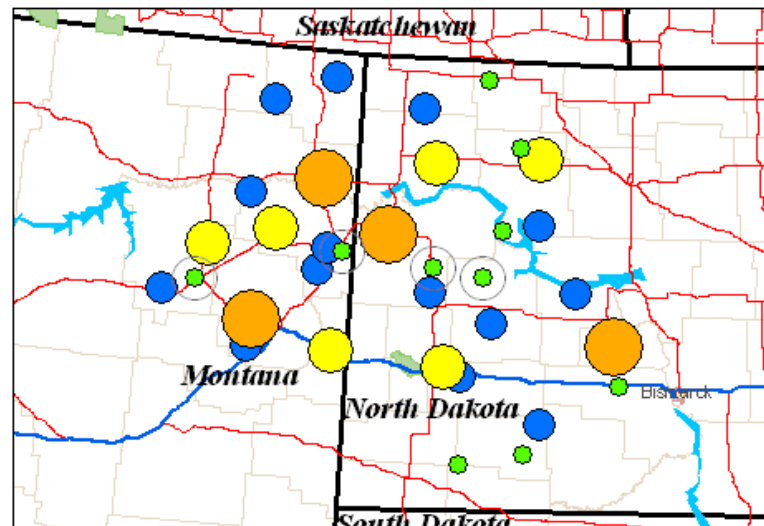 Saskatchewan
Montana
North Dakota
Bismarck
South Dakota